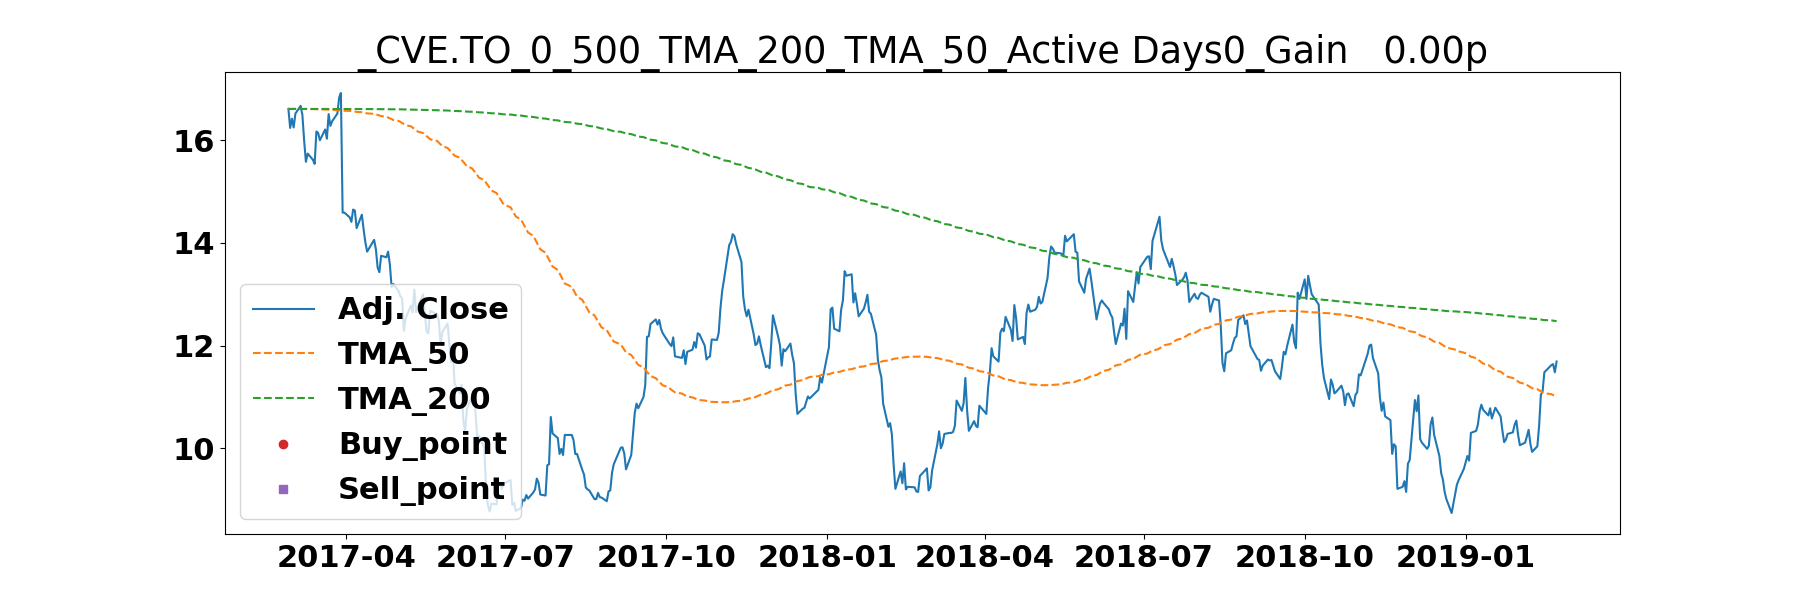 _CVE.TO_0_500_TMA_200_TMA_50_Active Days0_Gain   0.00p
16
14
12
10
Adj. Close
TMA_50
TMA_200
Buy_point
Sell_point
2017-04 2017-07 2017-10 2018-01 2018-04 2018-07 2018-10 2019-01